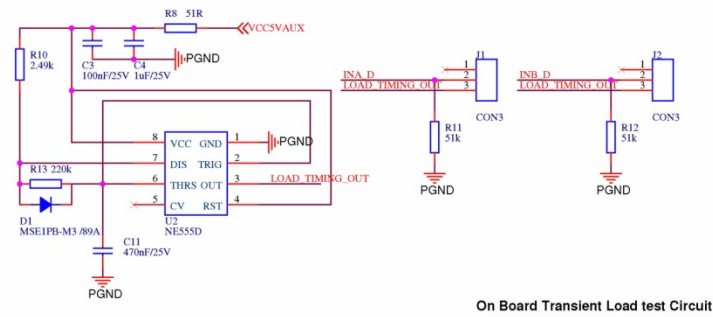 R8 51R
VCC5VAUX
R10
2.49k
C3
100nF/25V
C4
1uF/25V
PGND
J1
1
INA_D
2
LOAD_TIMING_OUT
3
CON3
R11
51k
PGND
J2
1
INB_D
2
LOAD_TIMING_OUT
3
CON3
R12
51k
PGND
8 VCC GND 1
PGND
7 DIS TRIG 2
R13 220k
6 THRS OUT 3
LOAD_TIMING_OUT
5 CV RST 4
D1
MSE1PB-M3 /89A
U2
NE555D
C11
470nF/25V
PGND
On Board Transient Load test Circuit